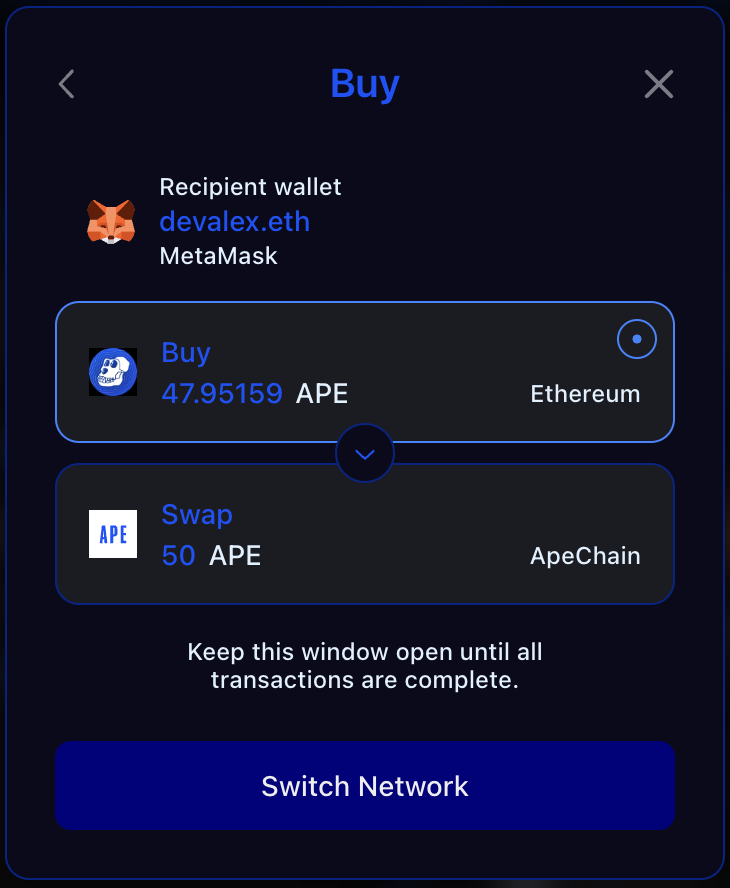 Buy
Recipient wallet
devalex.eth
MetaMask
Buy
47.95159 APE
Ethereum
APE
Swap
50 APE
ApeChain
Keep this window open until all
transactions are complete.
Switch Network